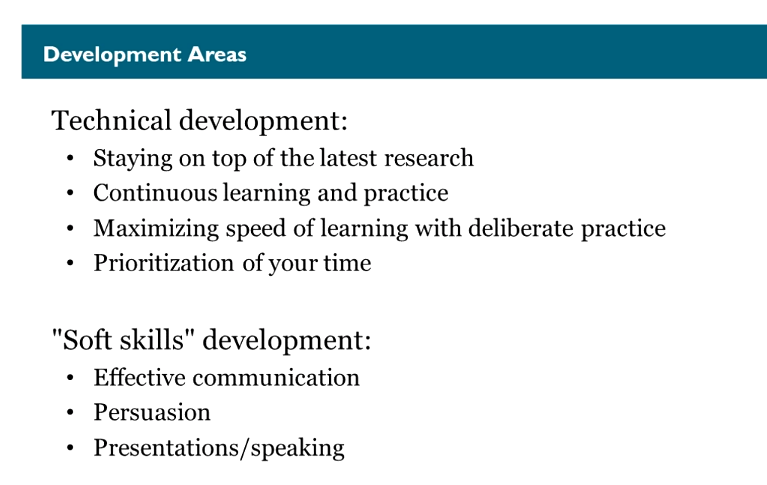 Development Areas
Technical development:
• Staying on top of the latest research
• Continuous learning and practice
• Maximizing speed of learning with deliberate practice
• Prioritization of your time
"Soft skills" development:
• Effective communication
• Persuasion
• Presentations/speaking